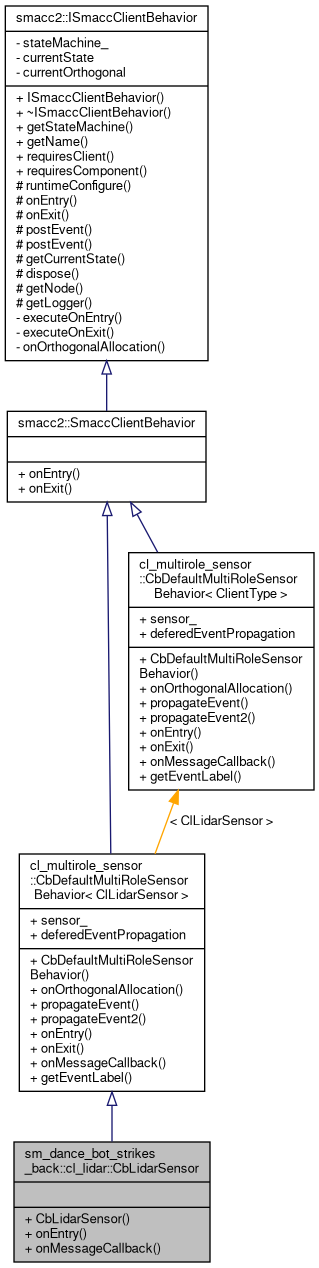 smacc2::ISmaccClientBehavior
- stateMachine_
- currentState
- currentOrthogonal
+ ISmaccClientBehavior()
+ ~ISmaccClientBehavior()
+ getStateMachine()
+ getName()
+ requiresClient()
+ requiresComponent()
# runtimeConfigure()
# onEntry()
# onExit()
# postEvent()
# postEvent()
# getCurrentState()
# dispose()
# getNode()
# getLogger()
- executeOnEntry()
- executeOnExit()
- onOrthogonalAllocation()
smacc2::SmaccClientBehavior
+ onEntry()
+ onExit()
cl_multirole_sensor
::CbDefaultMultiRoleSensor
Behavior< ClientType >
+ sensor_
+ deferedEventPropagation
+ CbDefaultMultiRoleSensor
Behavior()
+ onOrthogonalAllocation()
+ propagateEvent()
+ propagateEvent2()
+ onEntry()
+ onExit()
+ onMessageCallback()
+ getEventLabel()
< ClLidarSensor >
cl_multirole_sensor
::CbDefaultMultiRoleSensor
Behavior< ClLidarSensor >
+ sensor_
+ deferedEventPropagation
+ CbDefaultMultiRoleSensor
Behavior()
+ onOrthogonalAllocation()
+ propagateEvent()
+ propagateEvent2()
+ onEntry()
+ onExit()
+ onMessageCallback()
+ getEventLabel()
sm_dance_bot_strikes
_back::cl_lidar::CbLidarSensor
+ CbLidarSensor()
+ onEntry()
+ onMessageCallback()